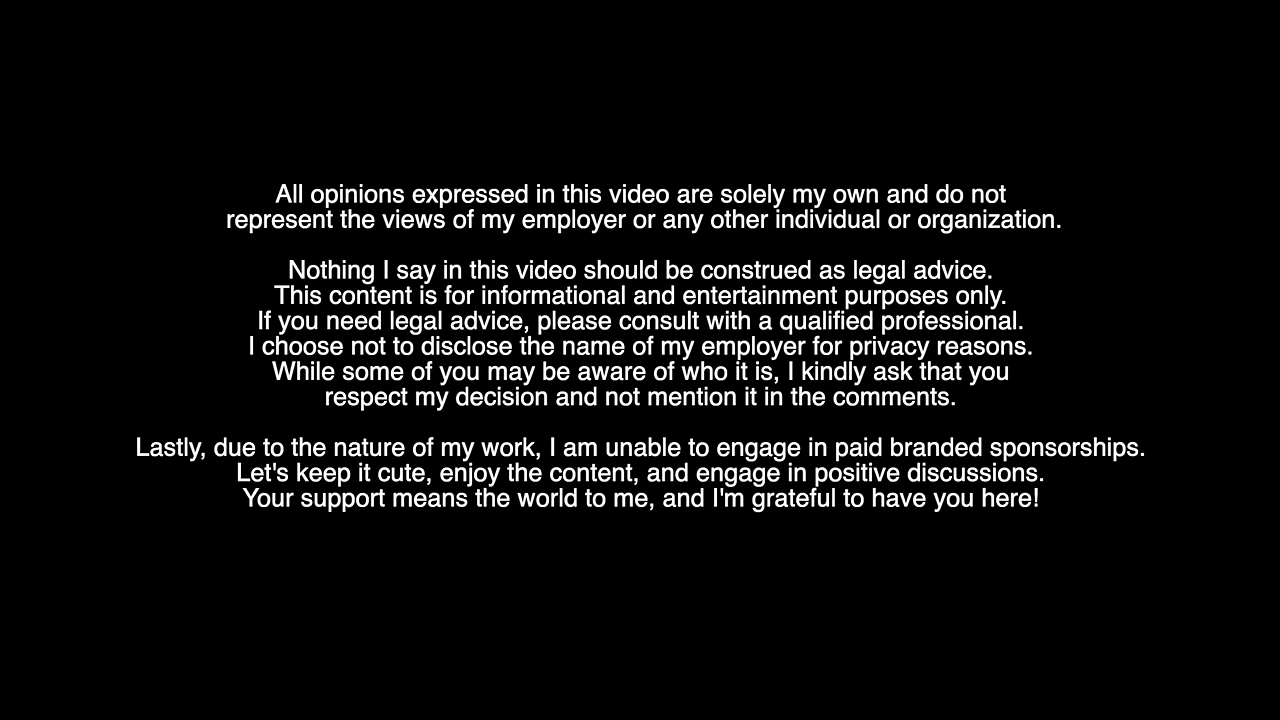 All opinions expressed in this video are solely my own and do not
represent the views of my employer or any other individual or organization.
Nothing I say in this video should be construed as legal advice.
This content is for informational and entertainment purposes only.
If you need legal advice, please consult with a qualified professional.
I choose not to disclose the name of my employer for privacy reasons.
While some of you may be aware of who it is, I kindly ask that you
respect my decision and not mention it in the comments.
Lastly, due to the nature of my work, I am unable to engage in paid branded sponsorships.
Let's keep it cute, enjoy the content, and engage in positive discussions.
Your support means the world to me, and I'm grateful to have you here!